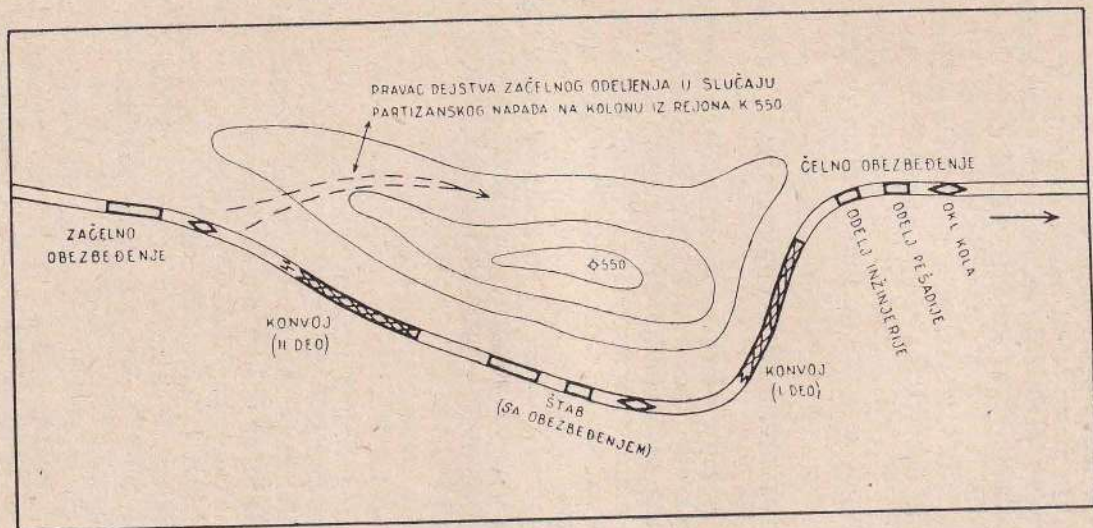 PRAVAC DEJSTVA ZAČELNOG ODELJENJA U SLUČAJU
PARTIZANSKOG NAPADA NA KOLONU IZ REJONA K 550
ČELNO OBEZBEĐENJE
ZAČELNO
OBEZBEĐENJE
550
ODELJ INŽINJERIJE
ODELJ PEŠADIJE
OKL KOLA
KONVOJ
(II DEO)
KONVOJ
(I DEO)
ŠTAB
(SA OBEZBEĐENJEM)